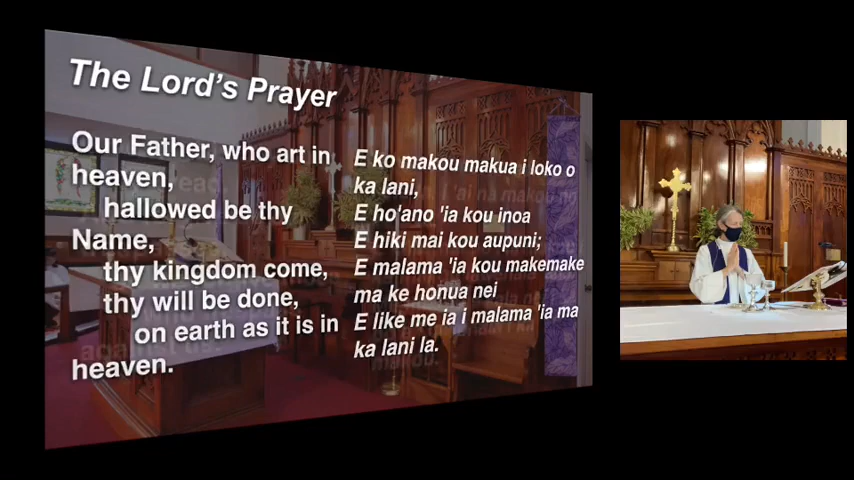 The Lord's Prayer
Our Father, who art in
heaven,
hallowed be thy
Name,
thy kingdom come,
thy will be done,
on earth as it is in
heaven.
E ko makou makua i loko o
ka lani,
E ho'ano 'ia kou inoa
E hiki mai kou aupuni;
E malama 'ia kou makemake
ma ke honua nei
E like me ia i malama 'ia ma
ka lani la.